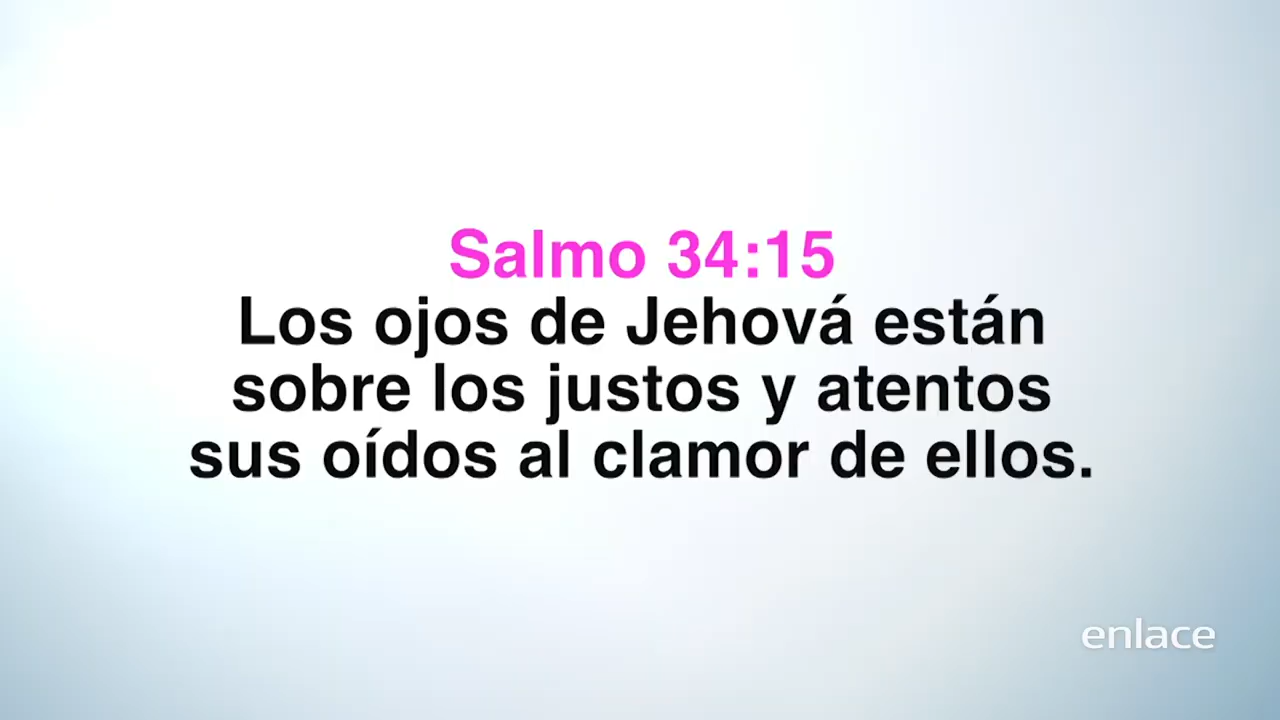 Salmo 34:15
Los ojos de Jehová están
sobre los justos y atentos
sus oídos al clamor de ellos.
enlace